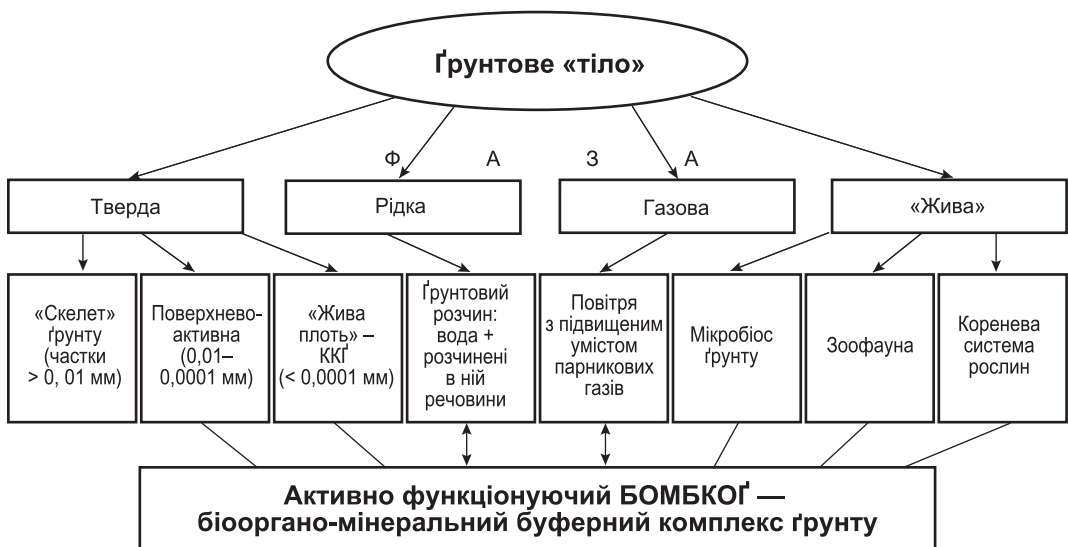 Ґрунтове «тіло»
Ф А З А
Тверда
Рідка
Газова
«Жива»
«Скелет»
ґрунту
(частки
> 0, 01 мм)
Поверхнево-
активна
(0,01–
0,0001 мм)
«Жива
плоть» –
ККҐ
(< 0,0001 мм)
Ґрунтовий
розчин:
вода +
розчинені
в ній
речовини
Повітря
з підвищеним
умістом
парникових
газів
Мікробіос
ґрунту
Зоофауна
Коренева
система
рослин
Активно функціонуючий БОМБКОҐ —
біооргано-мінеральний буферний комплекс ґрунту